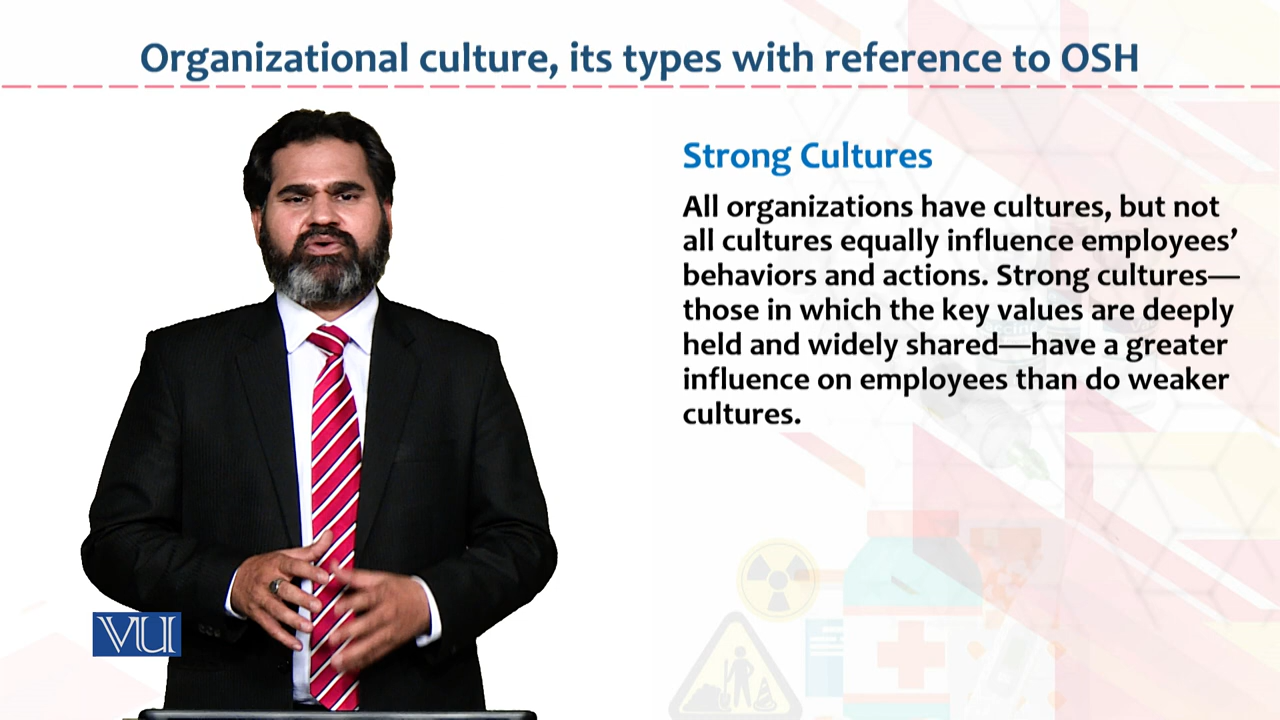 Organizational culture, its types with reference to OSH
Strong Cultures
All organizations have cultures, but not
all cultures equally influence employees’
behaviors and actions. Strong cultures—
those in which the key values are deeply
held and widely shared—have a greater
influence on employees than do weaker
cultures.
VU